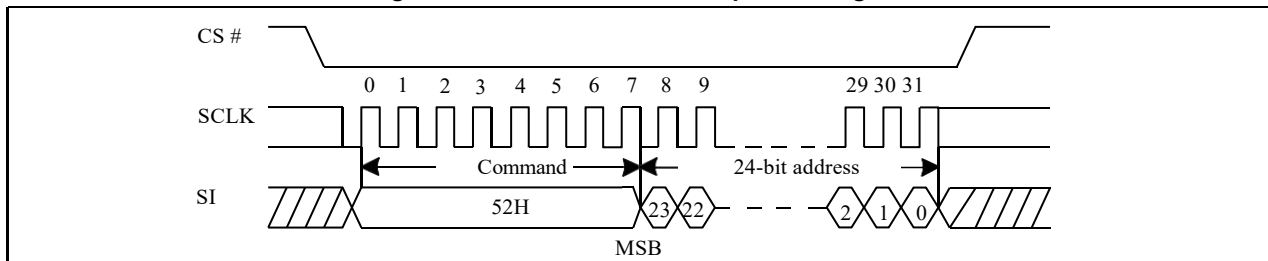 CS #
0 1 2 3 4 5 6 7 8 9 29 30 31
SCLK
Command 24-bit address
SI 52H 23 22 2 1 0
MSB